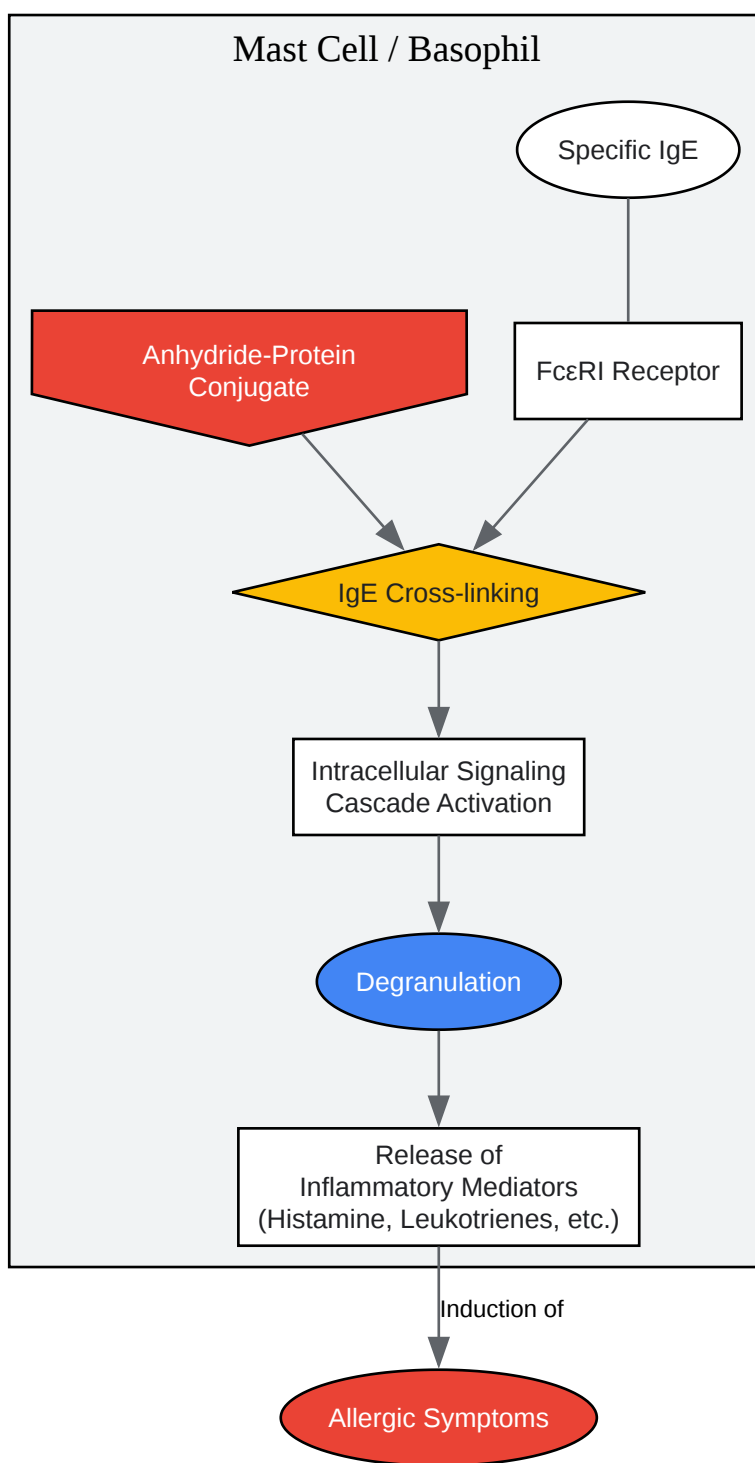 Mast Cell / Basophil
Specific IgE
Anhydride-Protein
Conjugate
FcεRI Receptor
IgE Cross-linking
Intracellular Signaling
Cascade Activation
Degranulation
Release of
Inflammatory Mediators
(Histamine, Leukotrienes, etc.)
Induction of
Allergic Symptoms